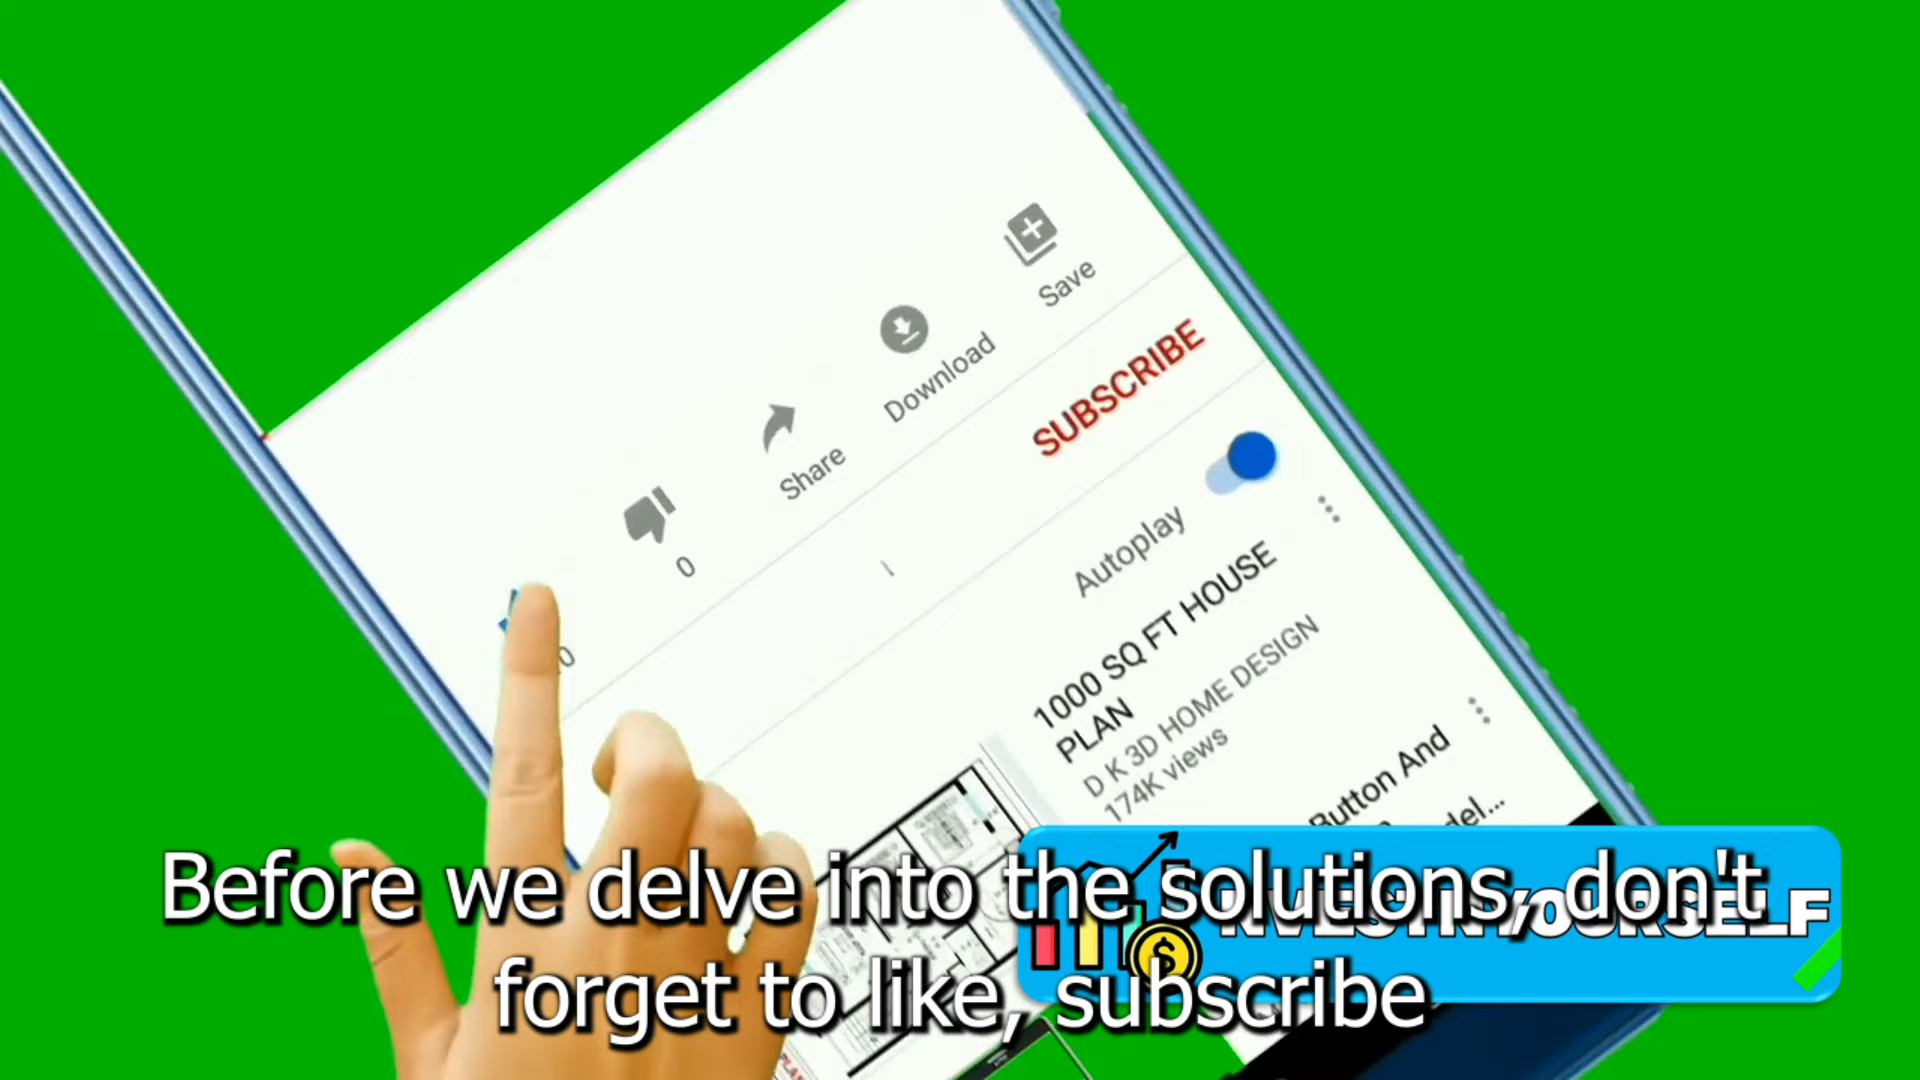 Save
Download
Share
0
0
SUBSCRIBE
Autoplay
1000 SQ FT HOUSE
PLAN
D K 3D HOME DESIGN
174K views
Button And
Before we delve into the solutions, don't
forget to like, subscribe